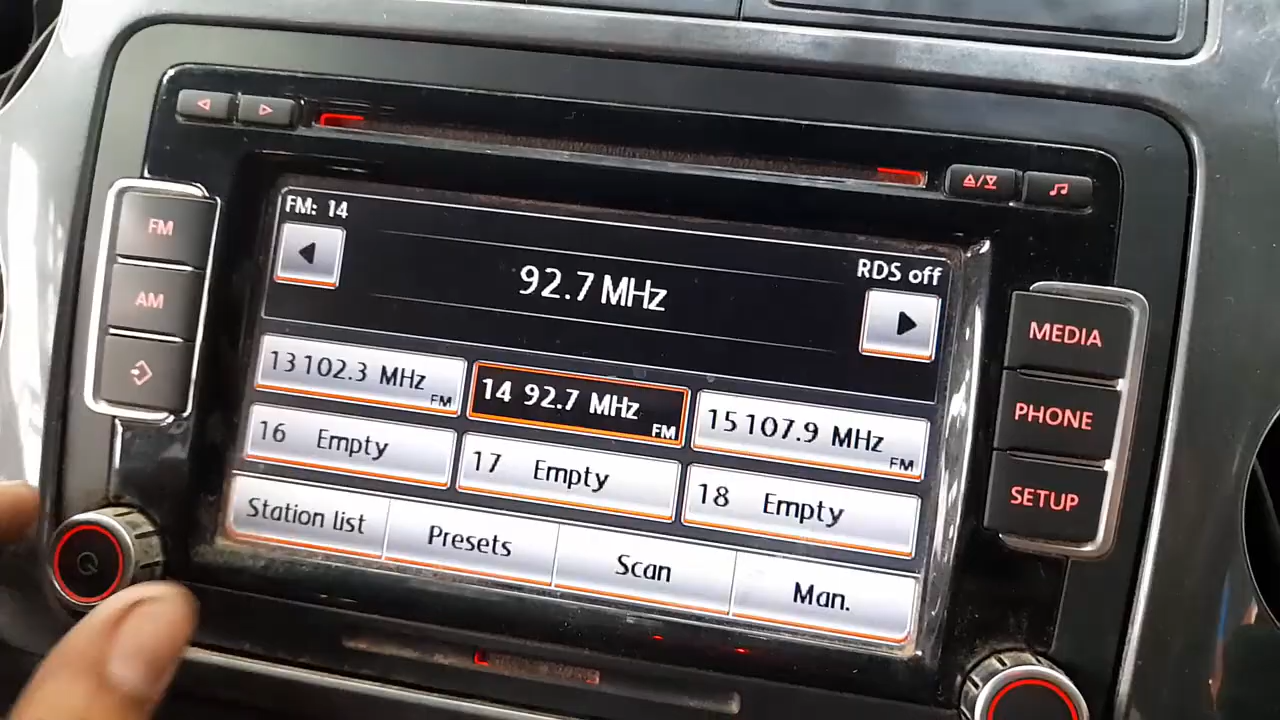 FM: 14
92.7 MHz
RDS off
13 102.3 MHz FM
14 92.7 MHz FM
15 107.9 MHz FM
16 Empty
17 Empty
18 Empty
Station list
Presets
Scan
Man.
FM
AM
MEDIA
PHONE
SETUP